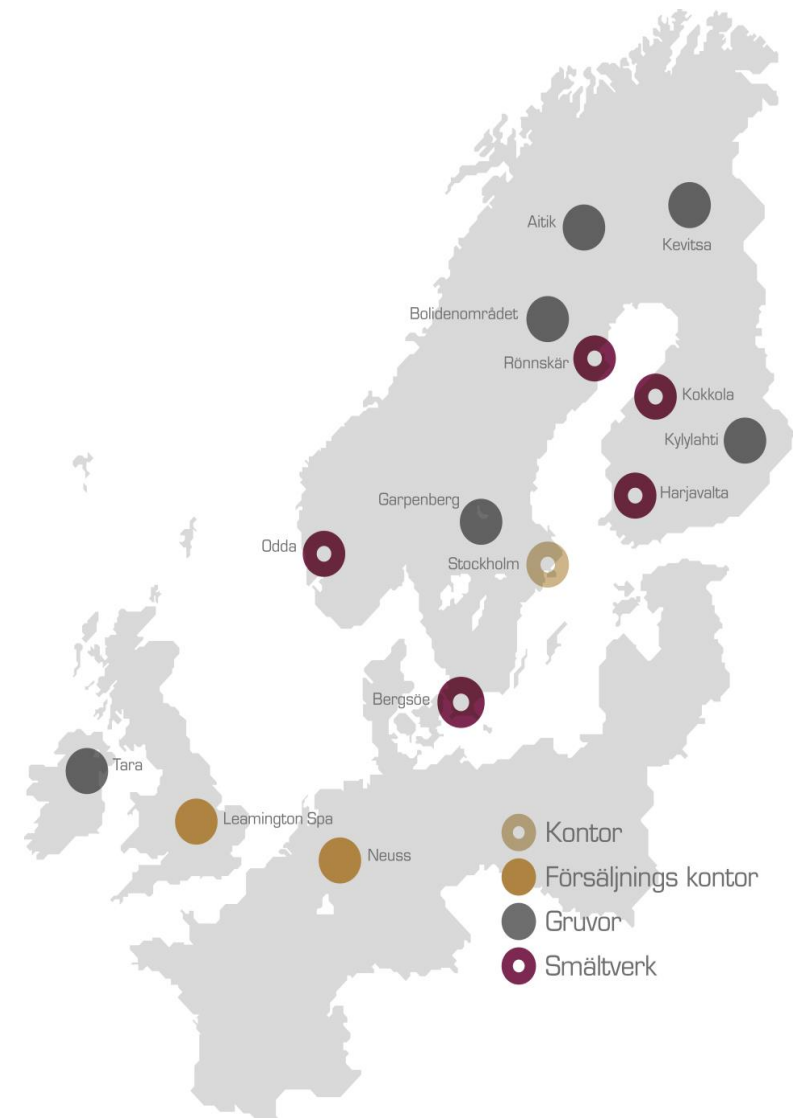 Aitik
Kevitsa
Bolidenområdet
Rönnskär
Kokkola
Kylylahti
Harjavalta
Garpenberg
Odda
Stockholm
Bergsöe
Tara
Leamington Spa
Neuss
Kontor
Försäljnings kontor
Gruvor
Smältverk